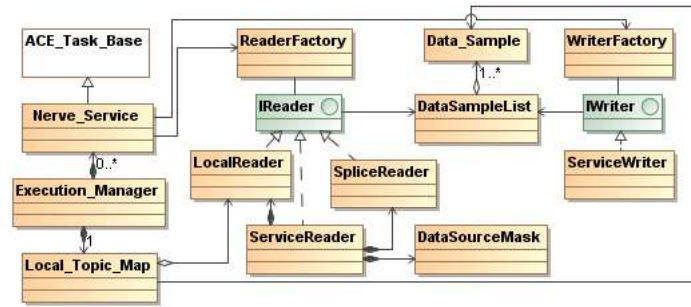 ACE_Task_Base
ReaderFactory
Data_Sample
WriterFactory
1..*
Nerve_Service
IReader
DataSampleList
IWriter
0..*
LocalReader
SpliceReader
ServiceWriter
Execution_Manager
1
ServiceReader
DataSourceMask
Local_Topic_Map